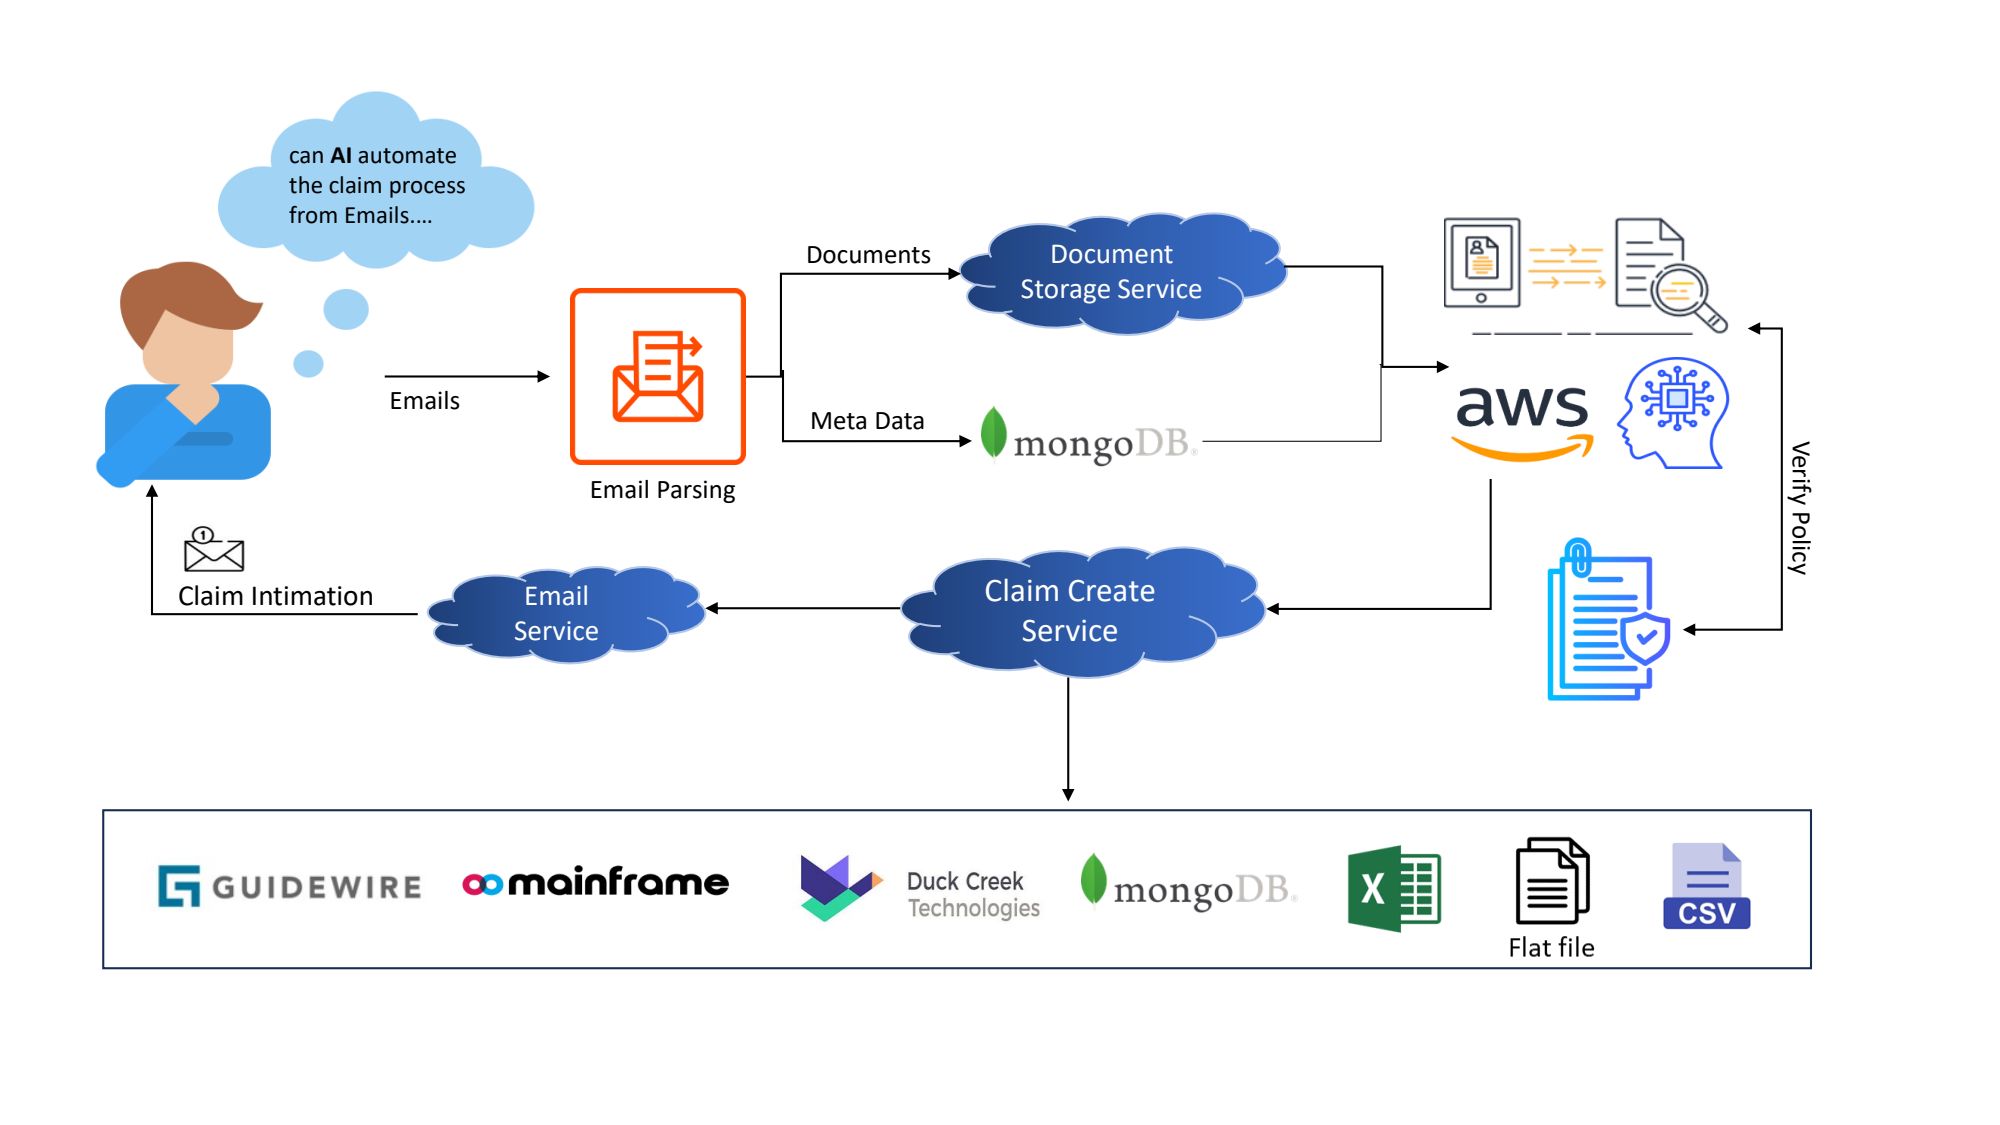 can AI automate
the claim process
from Emails....
Emails
Email Parsing
Documents
Document
Storage Service
Meta Data
mongoDB®
aws
Verify Policy
Claim Create
Service
Email
Service
1
Claim Intimation
GUIDEWIRE
mainframe
Duck Creek
Technologies
mongoDB®
X
Flat file
CSV